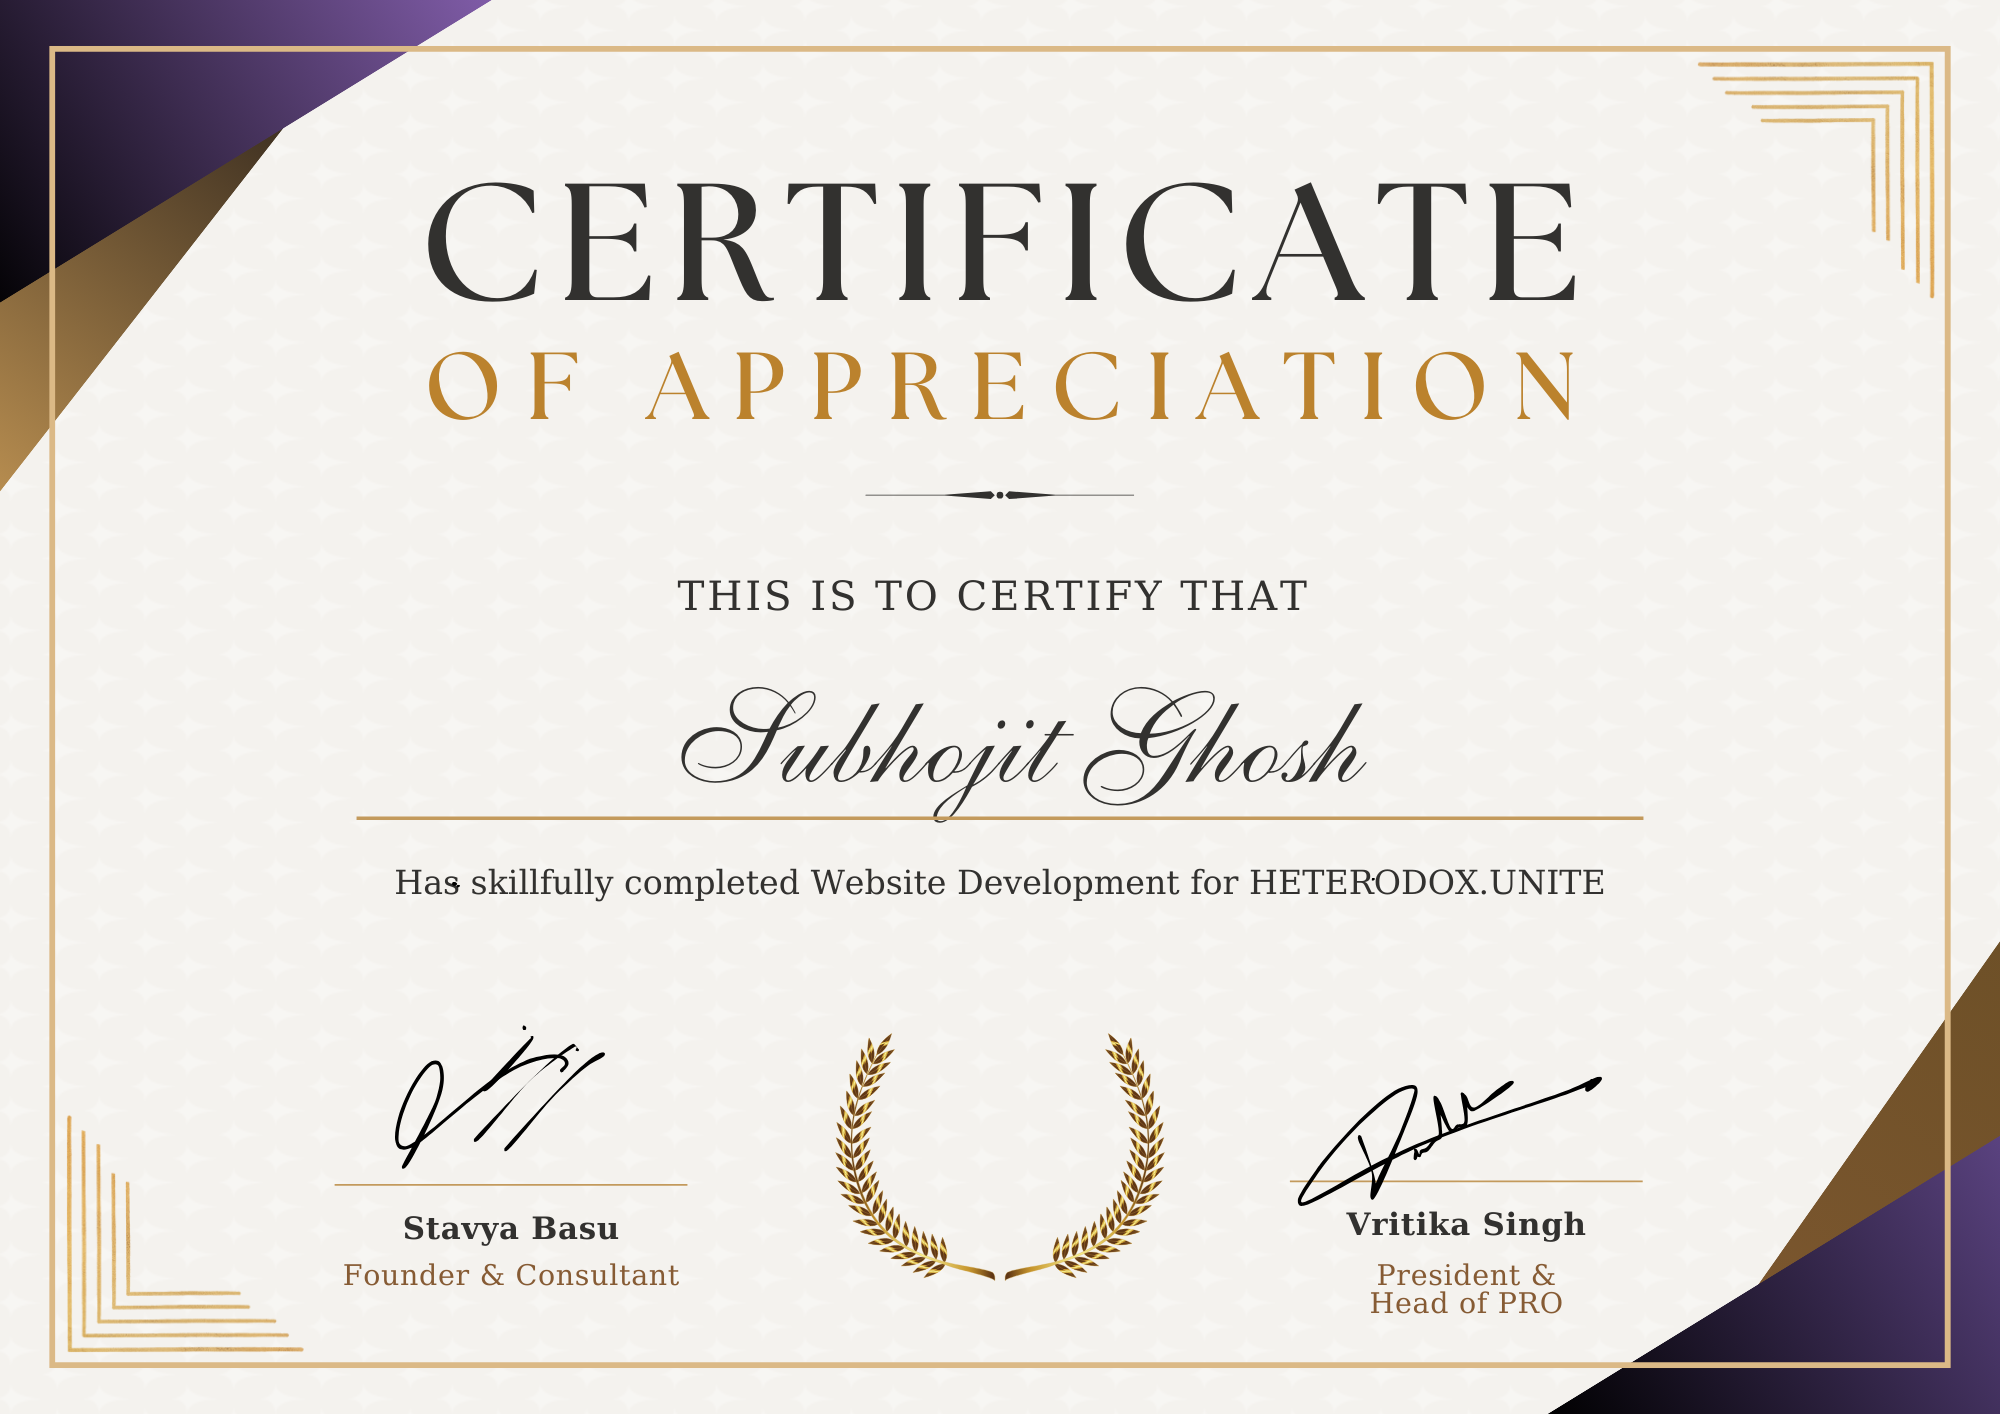 CERTIFICATE
OF APPRECIATION
THIS IS TO CERTIFY THAT
Subhojit Ghosh
Has skillfully completed Website Development for HETERODOX.UNITE
Stavya Basu
Founder & Consultant
Vritika Singh
President &
Head of PRO